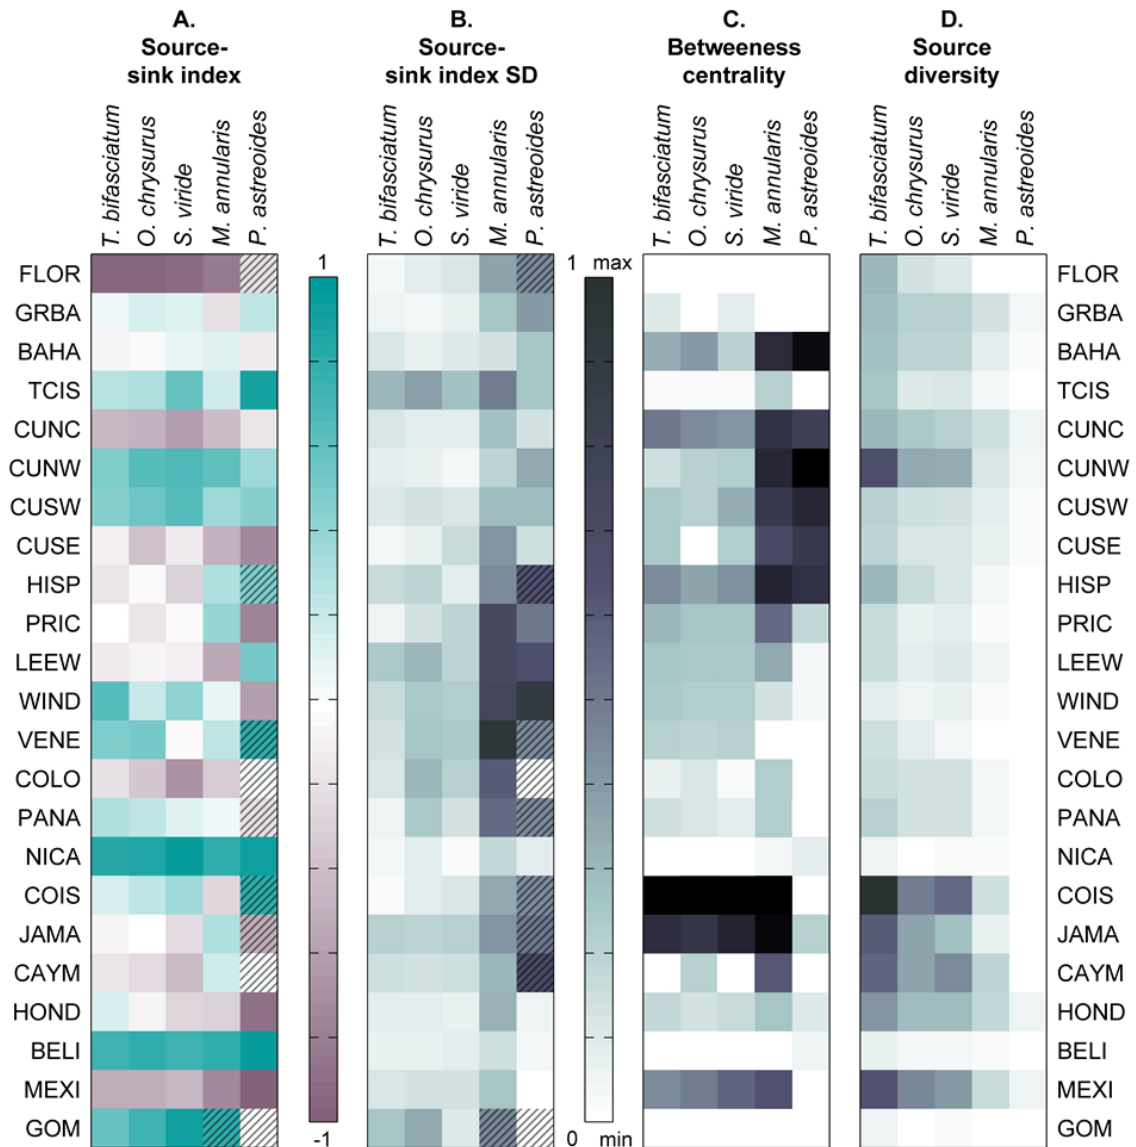 A.
Source-
sink index
B.
Source-
sink index SD
C.
Betweeness
centrality
D.
Source
diversity
T. bifasciatum
O. chrysurus
S. viride
M. annularis
P. astreoides
T. bifasciatum
O. chrysurus
S. viride
M. annularis
P. astreoides
T. bifasciatum
O. chrysurus
S. viride
M. annularis
P. astreoides
T. bifasciatum
O. chrysurus
S. viride
M. annularis
P. astreoides
1
1 max
FLOR FLOR
GRBA GRBA
BAHA BAHA
TCIS TCIS
CUNC CUNC
CUNW CUNW
CUSW CUSW
CUSE CUSE
HISP HISP
PRIC PRIC
LEEW LEEW
WIND WIND
VENE VENE
COLO COLO
PANA PANA
NICA NICA
COIS COIS
JAMA JAMA
CAYM CAYM
HOND HOND
BELI BELI
MEXI MEXI
GOM GOM
-1
0 min